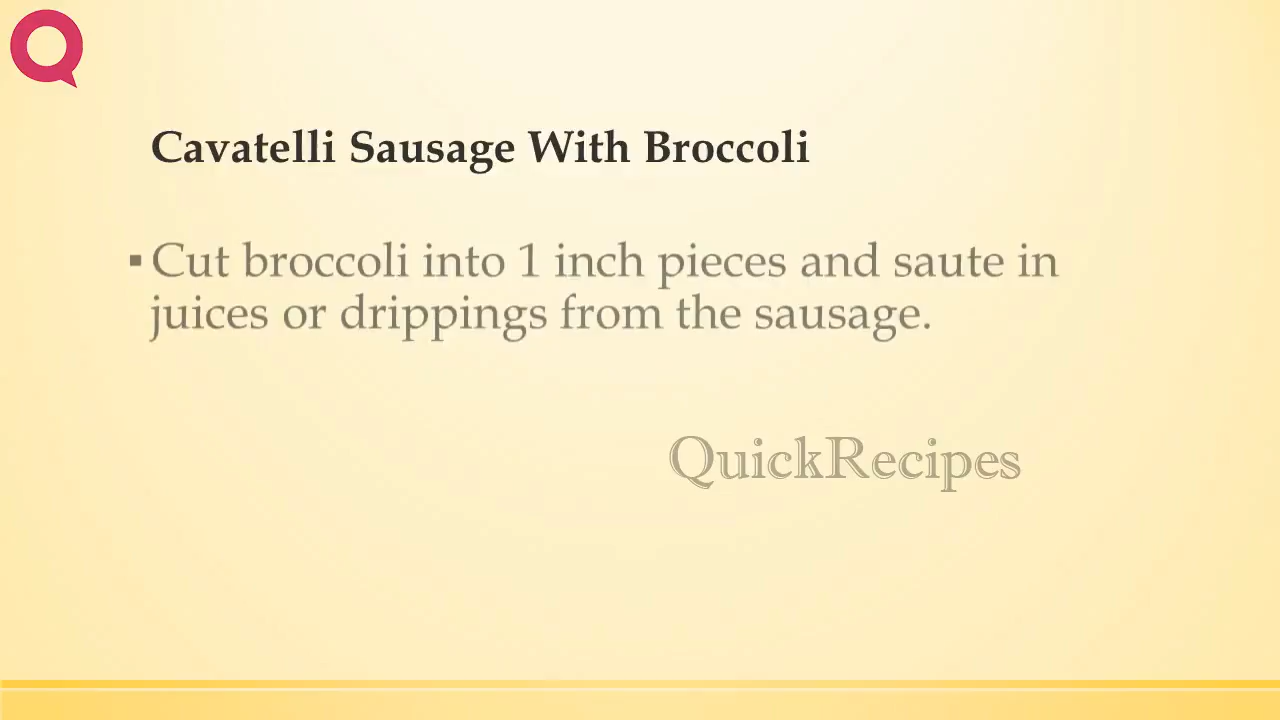 Cavatelli Sausage With Broccoli
▪ Cut broccoli into 1 inch pieces and saute in
juices or drippings from the sausage.
QuickRecipes